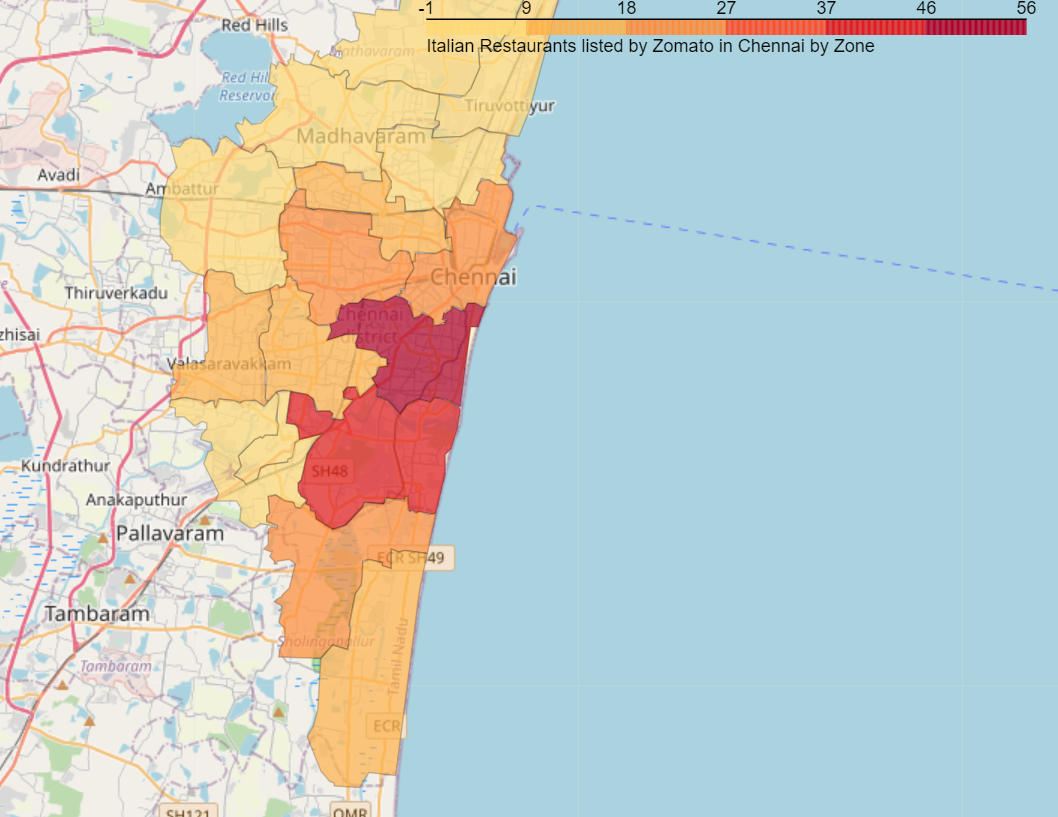 -1 9 18 27 37 46 56
Italian Restaurants listed by Zomato in Chennai by Zone
Red Hills
Mathavaram
Red Hills
Reservoir
Tiruvottiyur
Madhavaram
Avadi
Ambattur
Chennai
Thiruverkadu
Chennai
district
zhisai
Valasaravakkam
Kundrathur
SH48
Anakaputhur
Pallavaram
ECR SH49
Tambaram
Sholinganallur
Tamil Nadu
Tambaram
ECR
SH121
OMR